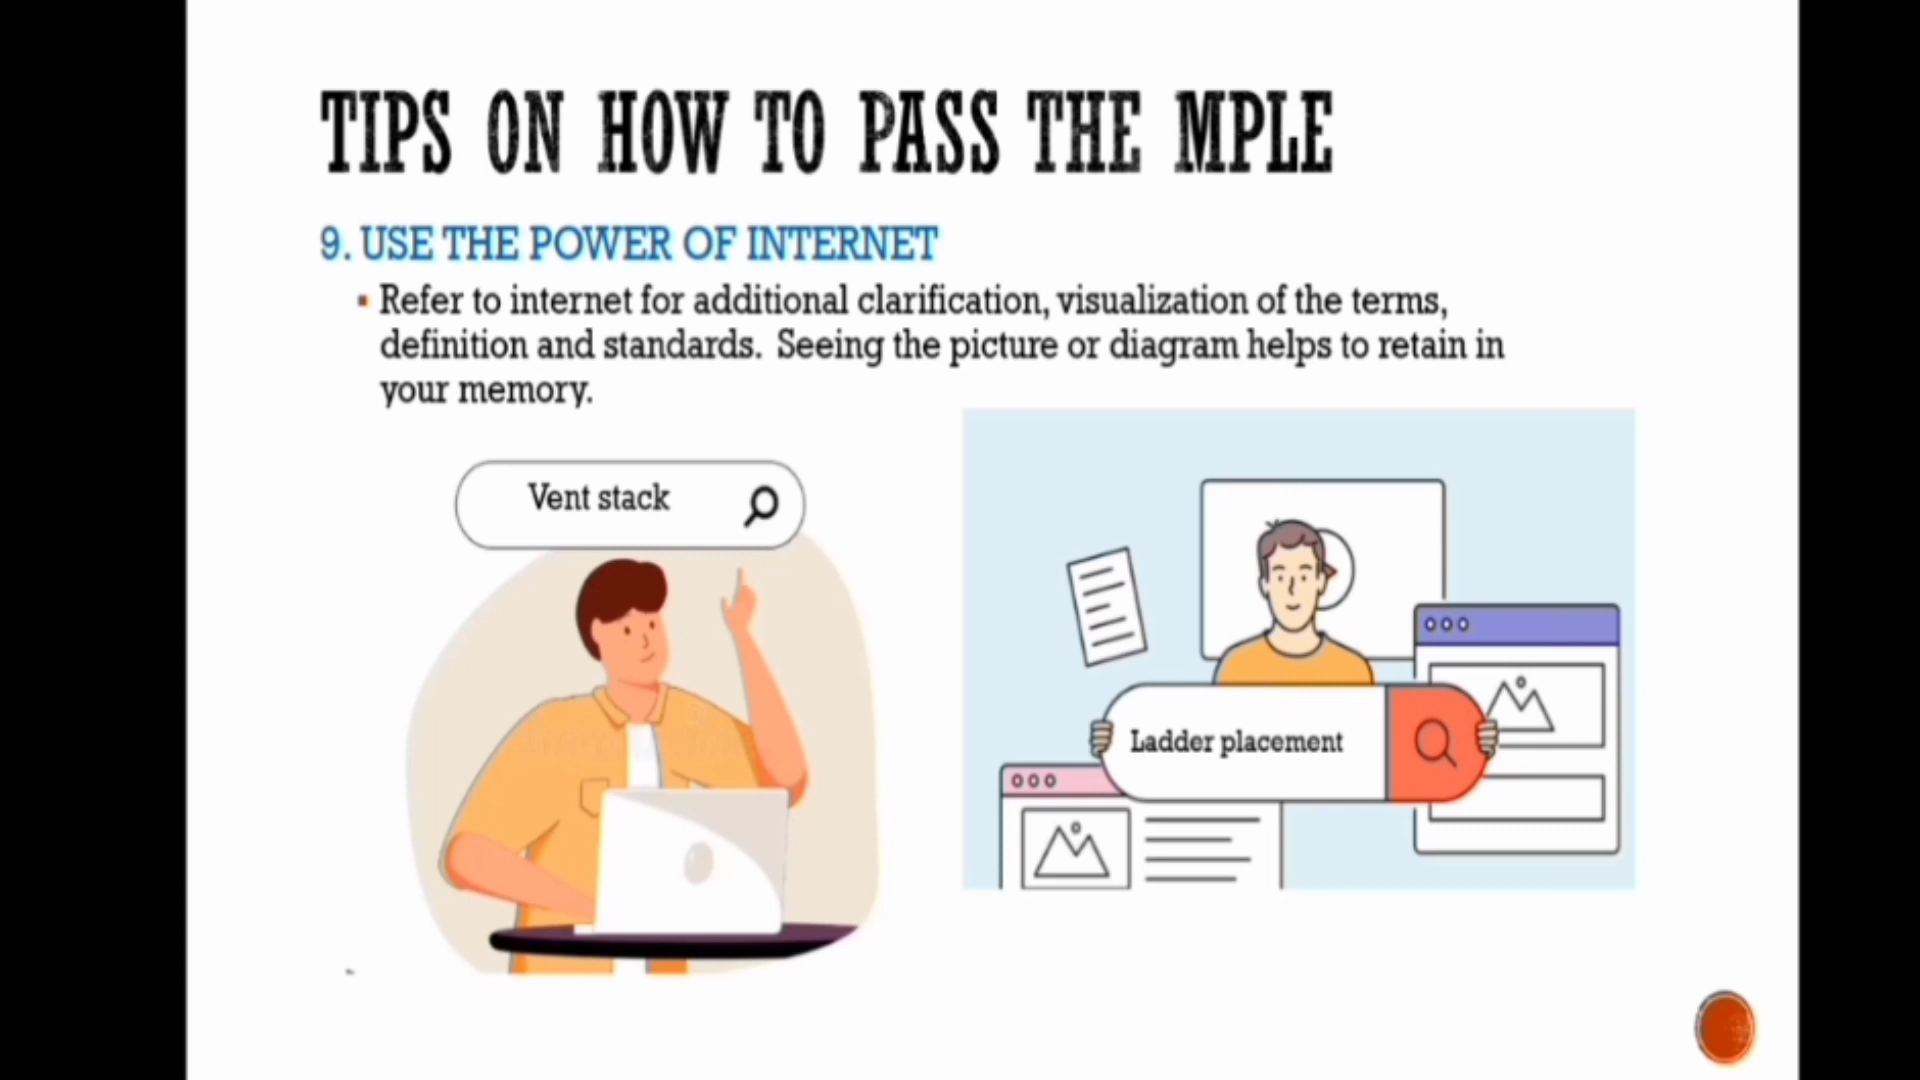 TIPS ON HOW TO PASS THE MPLE
9. USE THE POWER OF INTERNET
▪ Refer to internet for additional clarification, visualization of the terms,
definition and standards. Seeing the picture or diagram helps to retain in
your memory.
Vent stack
Ladder placement